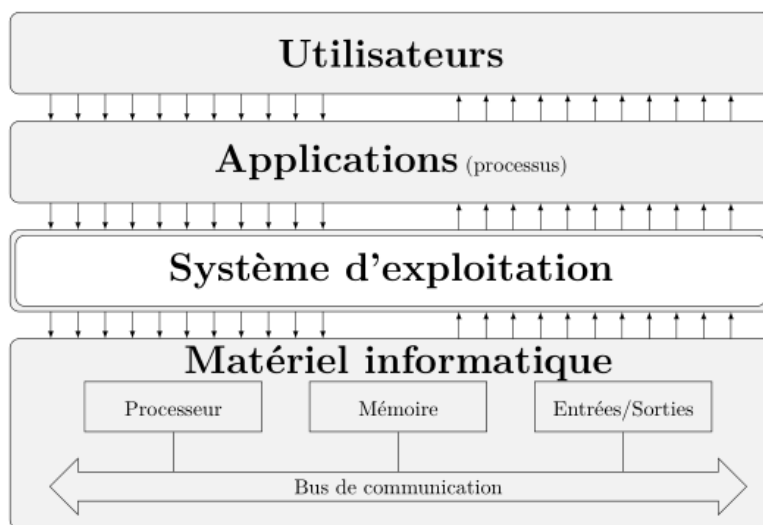 Utilisateurs
Applications (processus)
Système d'exploitation
Matériel informatique
Processeur
Mémoire
Entrées/Sorties
Bus de communication